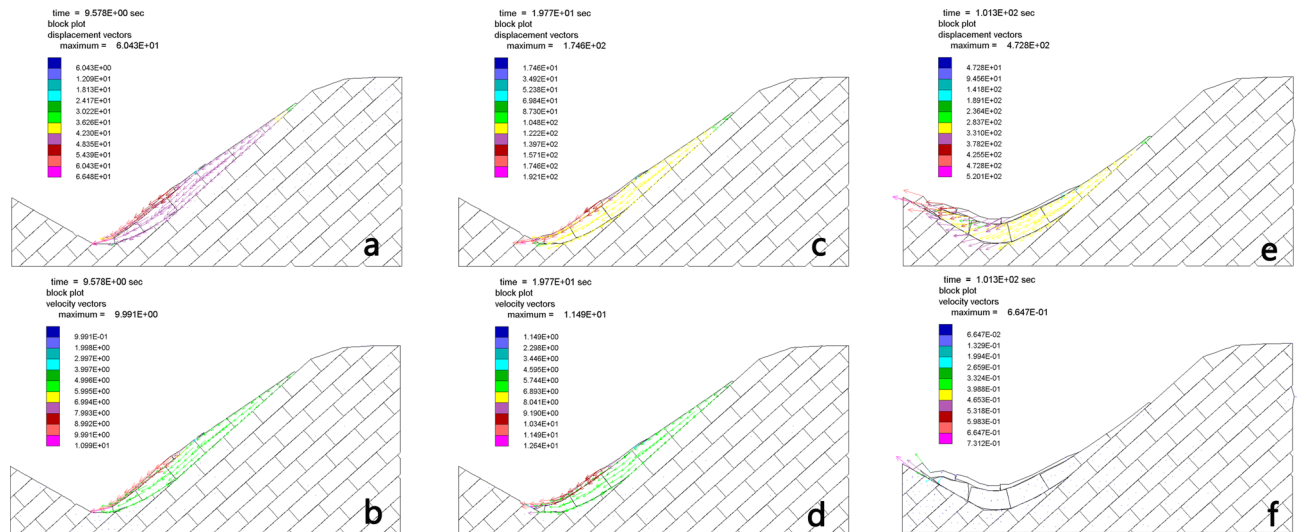 time = 9.578E+00 sec
block plot
displacement vectors
maximum = 6.043E+01
6.043E+00
1.209E+01
1.813E+01
2.417E+01
3.022E+01
3.626E+01
4.230E+01
4.835E+01
5.439E+01
6.043E+01
6.648E+01
a
time = 1.977E+01 sec
block plot
displacement vectors
maximum = 1.746E+02
1.746E+01
3.492E+01
5.238E+01
6.984E+01
8.730E+01
1.048E+02
1.222E+02
1.397E+02
1.571E+02
1.746E+02
1.921E+02
c
time = 1.013E+02 sec
block plot
displacement vectors
maximum = 4.728E+02
4.728E+01
9.456E+01
1.418E+02
1.891E+02
2.364E+02
2.837E+02
3.310E+02
3.782E+02
4.255E+02
4.728E+02
5.201E+02
e
time = 9.578E+00 sec
block plot
velocity vectors
maximum = 9.991E+00
9.991E-01
1.998E+00
2.997E+00
3.997E+00
4.996E+00
5.995E+00
6.994E+00
7.993E+00
8.992E+00
9.991E+00
1.099E+01
b
time = 1.977E+01 sec
block plot
velocity vectors
maximum = 1.149E+01
1.149E+00
2.298E+00
3.446E+00
4.595E+00
5.744E+00
6.893E+00
8.041E+00
9.190E+00
1.034E+01
1.149E+01
1.264E+01
d
time = 1.013E+02 sec
block plot
velocity vectors
maximum = 6.647E-01
6.647E-02
1.329E-01
1.994E-01
2.659E-01
3.324E-01
3.988E-01
4.653E-01
5.318E-01
5.983E-01
6.647E-01
7.312E-01
f